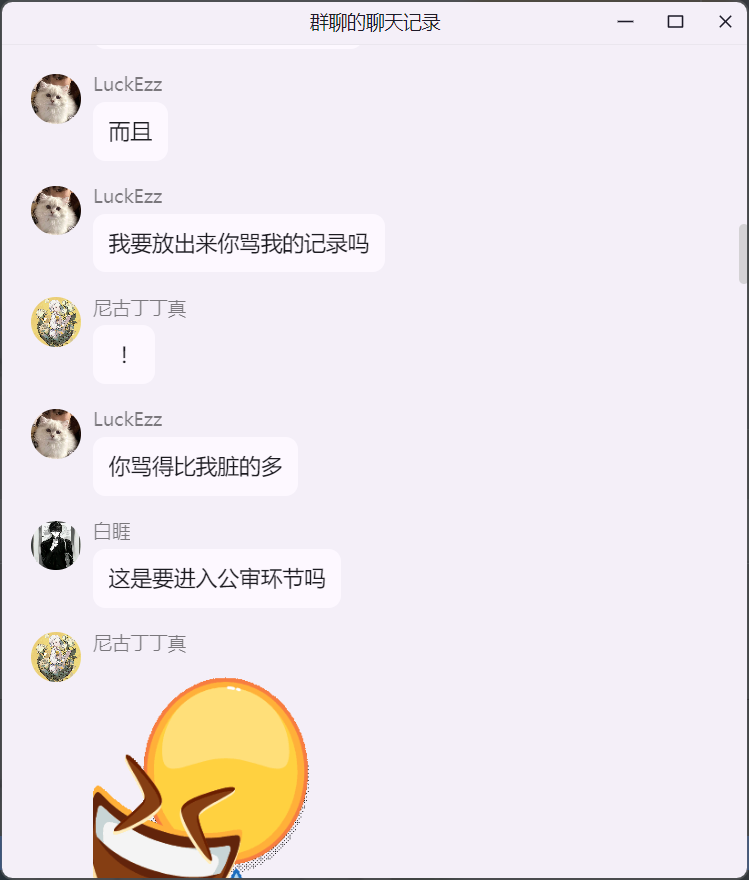 群聊的聊天记录
LuckEzz
而且
LuckEzz
我要放出来你骂我的记录吗
尼古丁丁真
！
LuckEzz
你骂得比我脏的多
白睚
这是要进入公审环节吗
尼古丁丁真